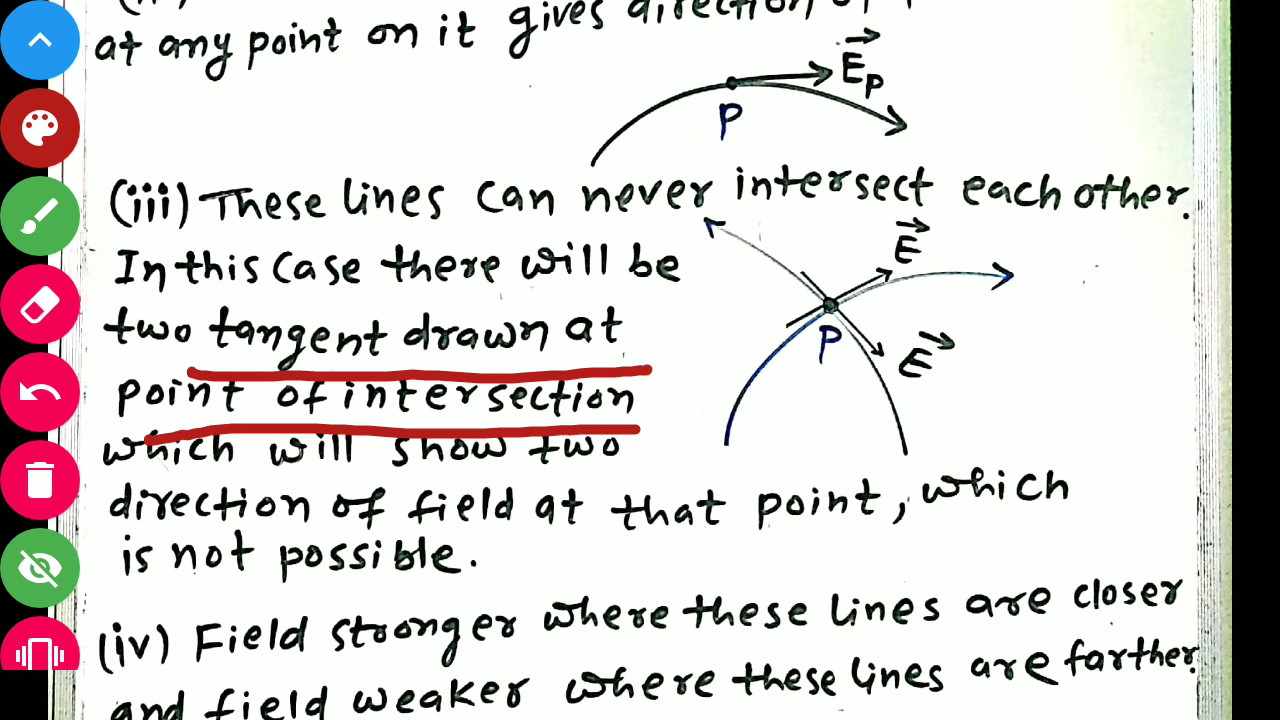 at any point on it gives direction of
E⃗P
P
(iii) These lines can never intersect each other.
In this case there will be
two tangent drawn at
point of intersection
which will show two
direction of field at that point, which
is not possible.
E⃗
P
E⃗
(iv) Field stronger where these lines are closer
and field weaker where these lines are farther.